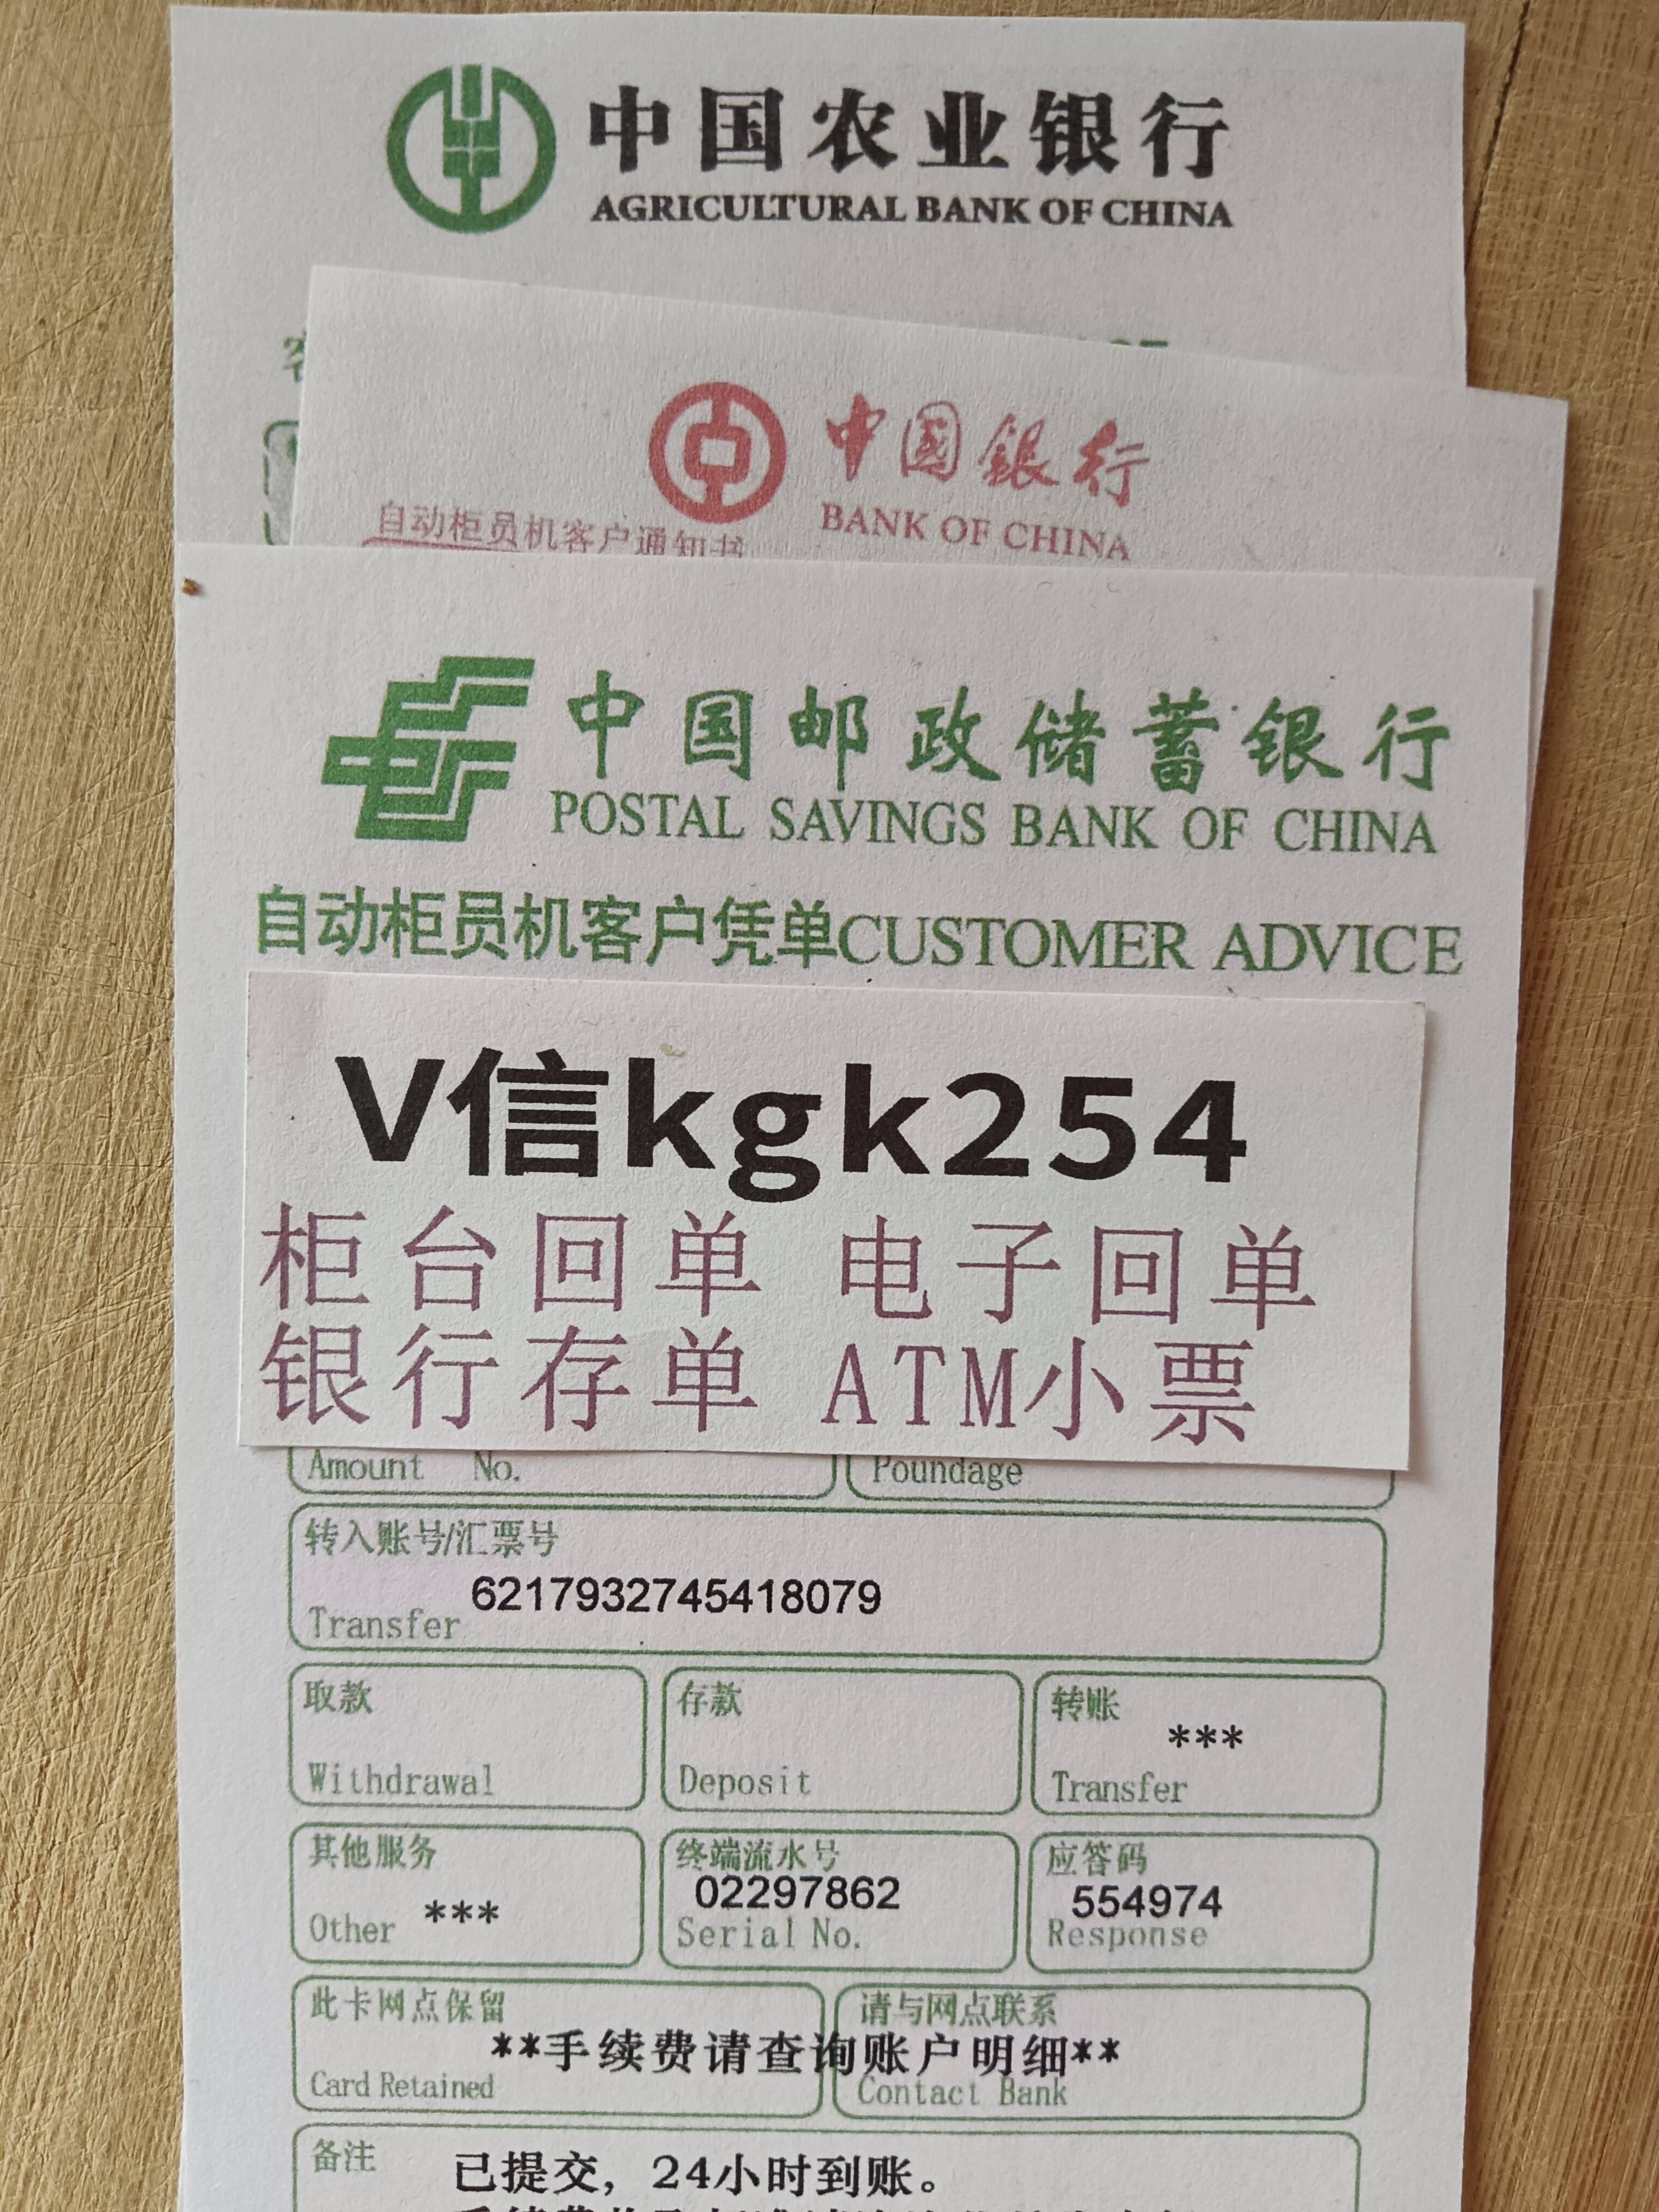 中国农业银行
AGRICULTURAL BANK OF CHINA
中国銀行
BANK OF CHINA
自动柜员机客户通知书
中国邮政储蓄银行
POSTAL SAVINGS BANK OF CHINA
自动柜员机客户凭单CUSTOMER ADVICE
V信kgk254
柜台回单 电子回单
银行存单 ATM小票
Amount No. Poundage
转入账号/汇票号
6217932745418079
Transfer
取款 存款 转账
***
Withdrawal Deposit Transfer
其他服务 终端流水号 应答码
*** 02297862 554974
Other Serial No. Response
此卡网点保留 请与网点联系
**手续费请查询账户明细**
Card Retained Contact Bank
备注 已提交，24小时到账。